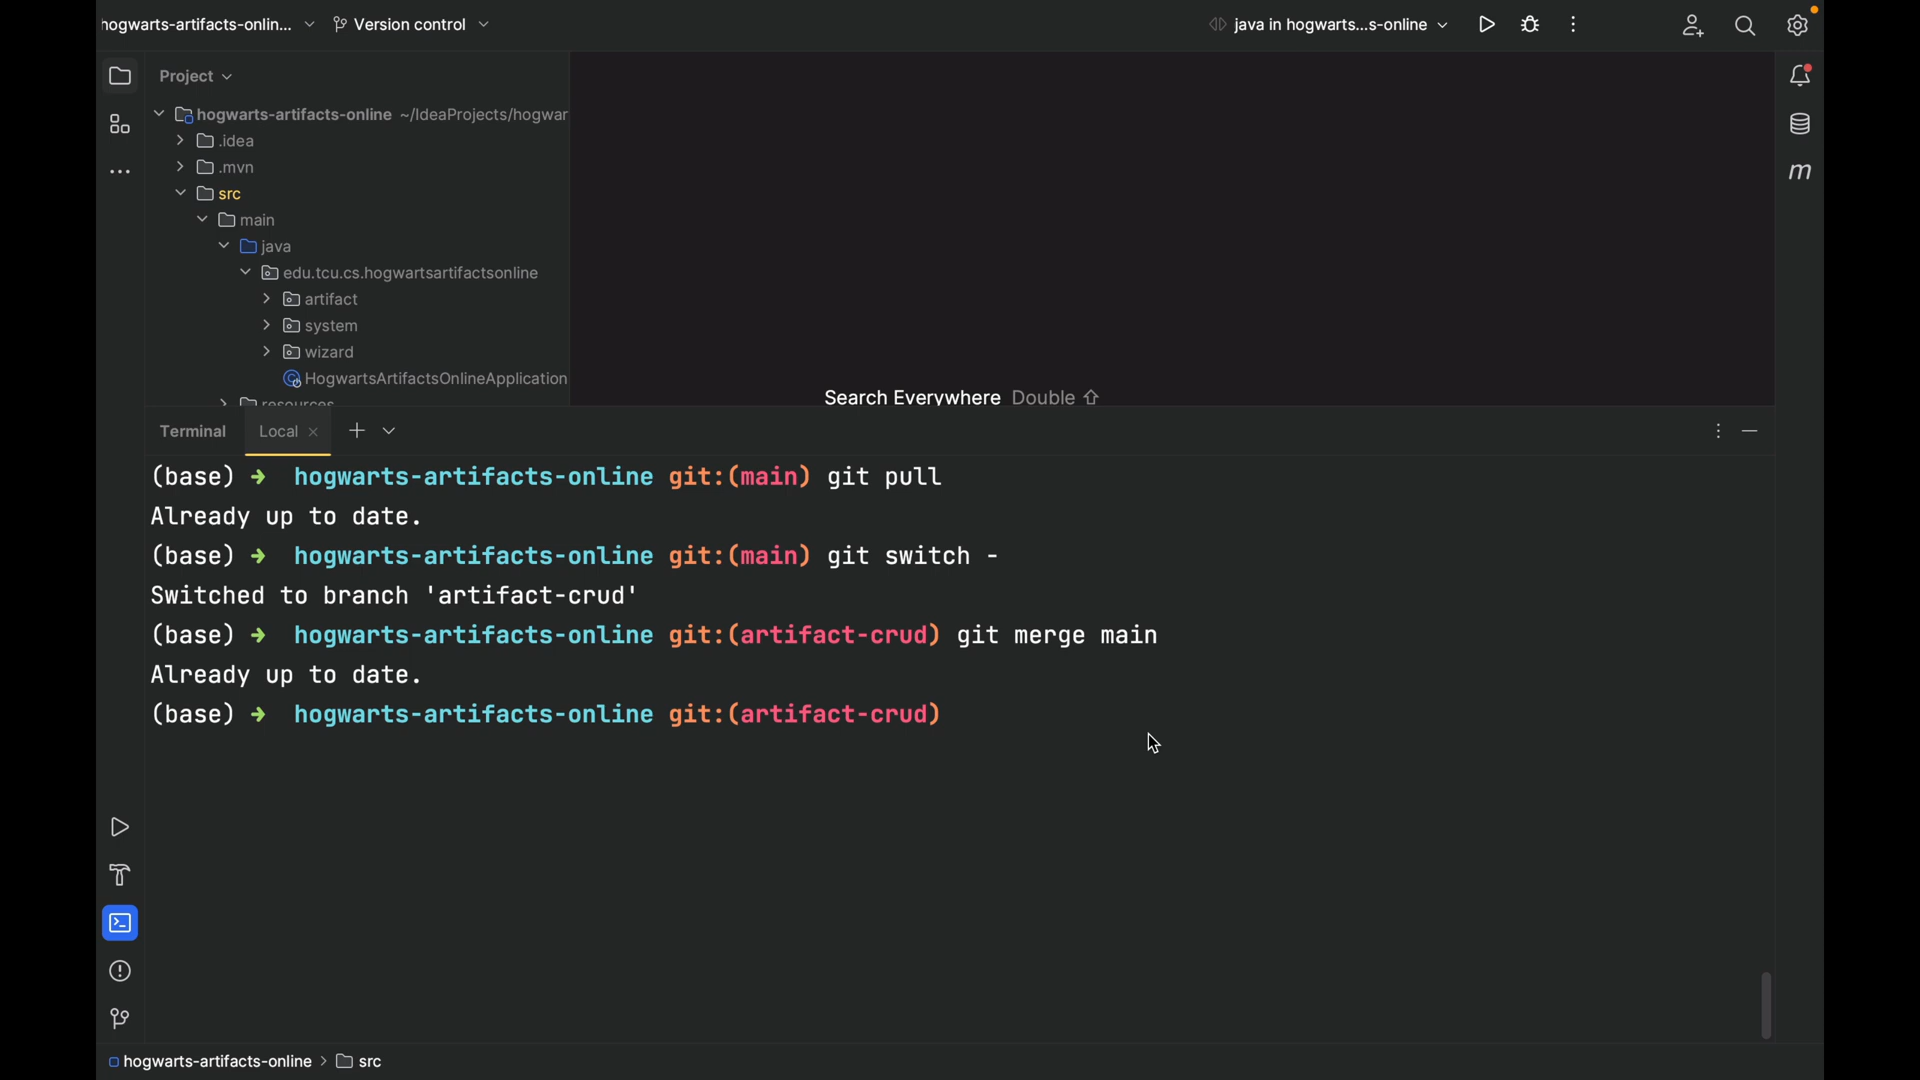 hogwarts-artifacts-onlin... Version control java in hogwarts...s-online
Project
hogwarts-artifacts-online ~/IdeaProjects/hogwar
.idea
.mvn
src
main
java
edu.tcu.cs.hogwartsartifactsonline
artifact
system
wizard
HogwartsArtifactsOnlineApplication
resources
Search Everywhere Double ⇧
Terminal Local
(base) ➜ hogwarts-artifacts-online git:(main) git pull
Already up to date.
(base) ➜ hogwarts-artifacts-online git:(main) git switch -
Switched to branch 'artifact-crud'
(base) ➜ hogwarts-artifacts-online git:(artifact-crud) git merge main
Already up to date.
(base) ➜ hogwarts-artifacts-online git:(artifact-crud)
hogwarts-artifacts-online > src